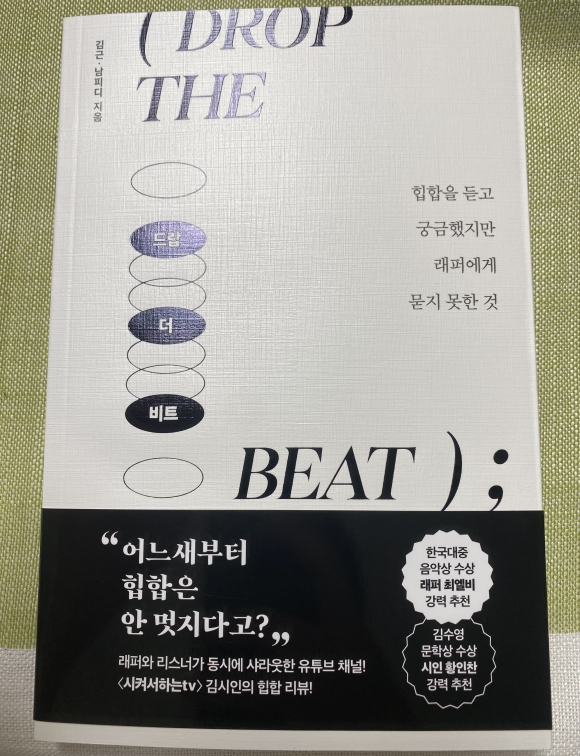 (DROP
THE
김근·남피디 지음
힙합을 듣고
궁금했지만
래퍼에게
묻지 못한 것
드랍
더
비트
BEAT);
“어느새부터
힙합은
안 멋지다고?„
래퍼와 리스너가 동시에 샤라웃한 유튜브 채널!
〈시켜서하는tv〉 김시인의 힙합 리뷰!
한국대중
음악상 수상
래퍼 최엘비
강력 추천
김수영
문학상 수상
시인 황인찬
강력 추천